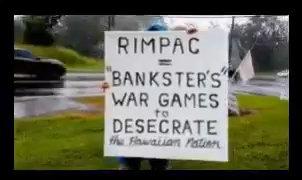 RIMPAC
=
"BANKSTER'S"
WAR GAMES
to
DESECRATE
the Hawaiian Nation